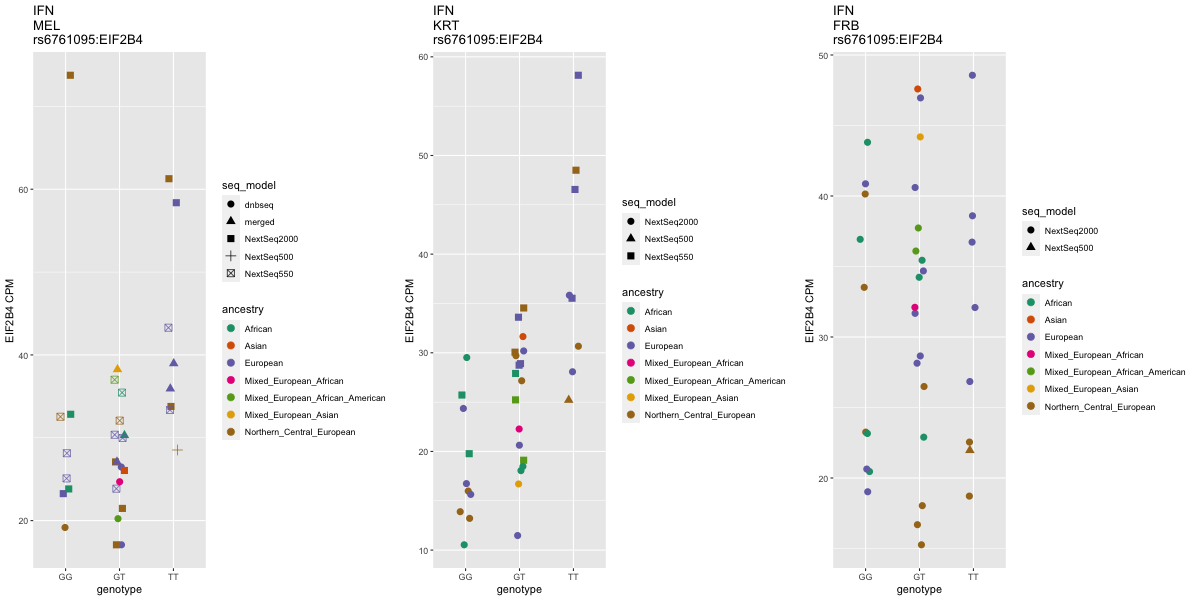 IFN
MEL
rs6761095:EIF2B4
EIF2B4 CPM
60
40
20
GG
GT
TT
genotype
seq_model
dnbseq
merged
NextSeq2000
NextSeq500
NextSeq550
ancestry
African
Asian
European
Mixed_European_African
Mixed_European_African_American
Mixed_European_Asian
Northern_Central_European
IFN
KRT
rs6761095:EIF2B4
EIF2B4 CPM
60
50
40
30
20
10
GG
GT
TT
genotype
seq_model
NextSeq2000
NextSeq500
NextSeq550
ancestry
African
Asian
European
Mixed_European_African
Mixed_European_African_American
Mixed_European_Asian
Northern_Central_European
IFN
FRB
rs6761095:EIF2B4
EIF2B4 CPM
50
40
30
20
GG
GT
TT
genotype
seq_model
NextSeq2000
NextSeq500
ancestry
African
Asian
European
Mixed_European_African
Mixed_European_African_American
Mixed_European_Asian
Northern_Central_European